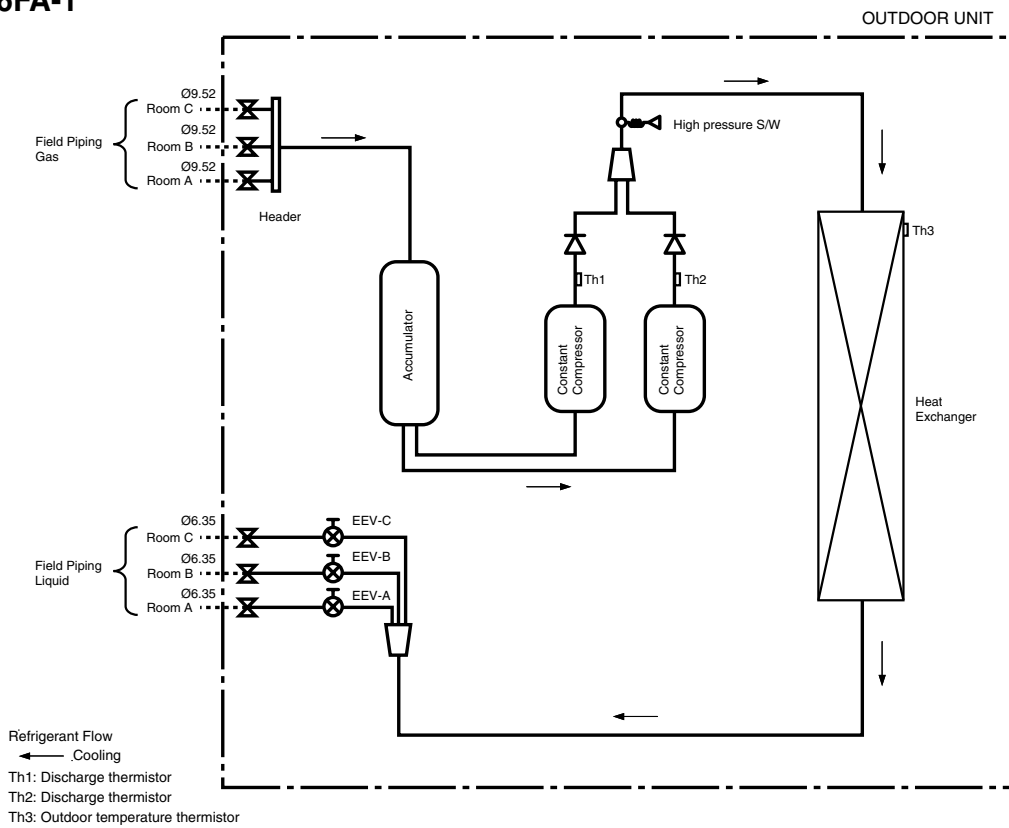 OUTDOOR UNIT
Ø9.52
Room C
Ø9.52
Room B
Ø9.52
Room A
Field Piping
Gas
Header
High pressure S/W
Th3
Th1
Th2
Accumulator
Constant
Compressor
Constant
Compressor
Heat
Exchanger
Ø6.35
Room C
EEV-C
Ø6.35
Room B
EEV-B
Ø6.35
Room A
EEV-A
Field Piping
Liquid
Refrigerant Flow
Cooling
Th1: Discharge thermistor
Th2: Discharge thermistor
Th3: Outdoor temperature thermistor